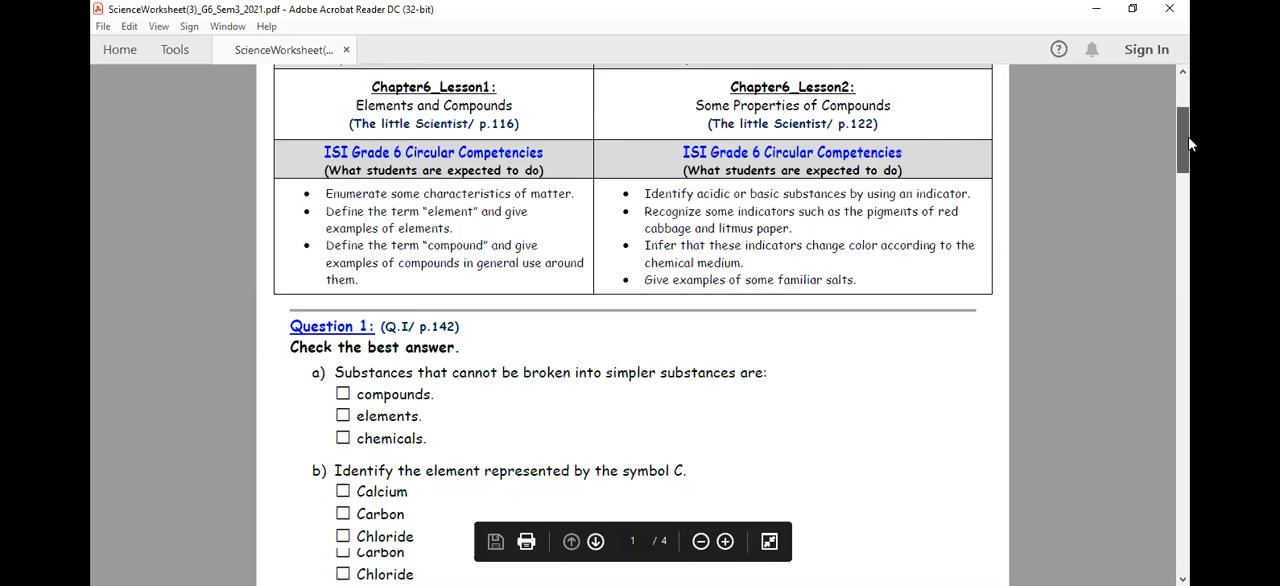 ScienceWorksheet(3)_G6_Sem3_2021.pdf - Adobe Acrobat Reader DC (32-bit)
File Edit View Sign Window Help
Home Tools ScienceWorksheet(... × Sign In
Chapter6_Lesson1:
Elements and Compounds
(The little Scientist/ p.116)
Chapter6_Lesson2:
Some Properties of Compounds
(The little Scientist/ p.122)
ISI Grade 6 Circular Competencies
(What students are expected to do)
ISI Grade 6 Circular Competencies
(What students are expected to do)
• Enumerate some characteristics of matter.
• Define the term “element” and give
examples of elements.
• Define the term “compound” and give
examples of compounds in general use around
them.
• Identify acidic or basic substances by using an indicator.
• Recognize some indicators such as the pigments of red
cabbage and litmus paper.
• Infer that these indicators change color according to the
chemical medium.
• Give examples of some familiar salts.
Question 1: (Q.I/ p.142)
Check the best answer.
a) Substances that cannot be broken into simpler substances are:
☐ compounds.
☐ elements.
☐ chemicals.
b) Identify the element represented by the symbol C.
☐ Calcium
☐ Carbon
☐ Chloride
☐ Carbon
☐ Chloride
1 / 4